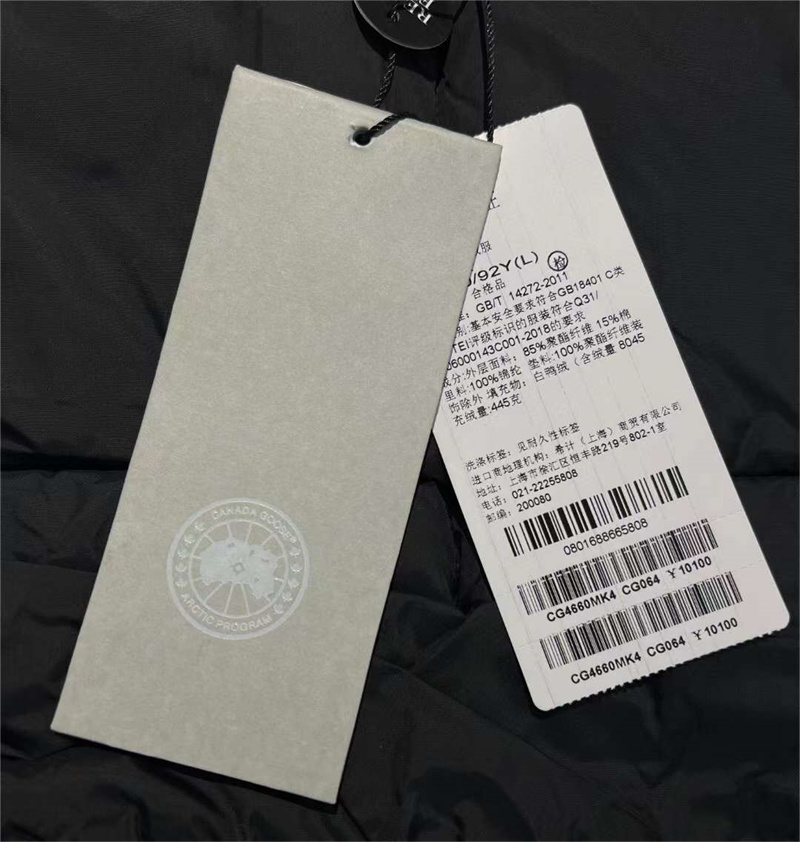 CANADA GOOSE®
ARCTIC PROGRAM
/92Y(L) 检
合格品
GB/T 14272-2011
别:基本安全要求符合GB18401 C类
TEI评级标识的服装符合Q31/
06000143C001-2018的要求
成分:外层面料: 85%聚酯纤维 15%棉
里料:100%锦纶 垫料:100%聚酯纤维装
饰除外 填充物: 白鸭绒 (含绒量 8045
充绒量:445克
洗涤标签: 见耐久性标签
进口商地理机构: 希计 (上海) 商贸有限公司
地址: 上海市徐汇区恒丰路219号802-1室
电话: 021-22255808
邮编: 200080
0801688665808
CG4660MK4 CG064 ¥10100
CG4660MK4 CG064 ¥10100